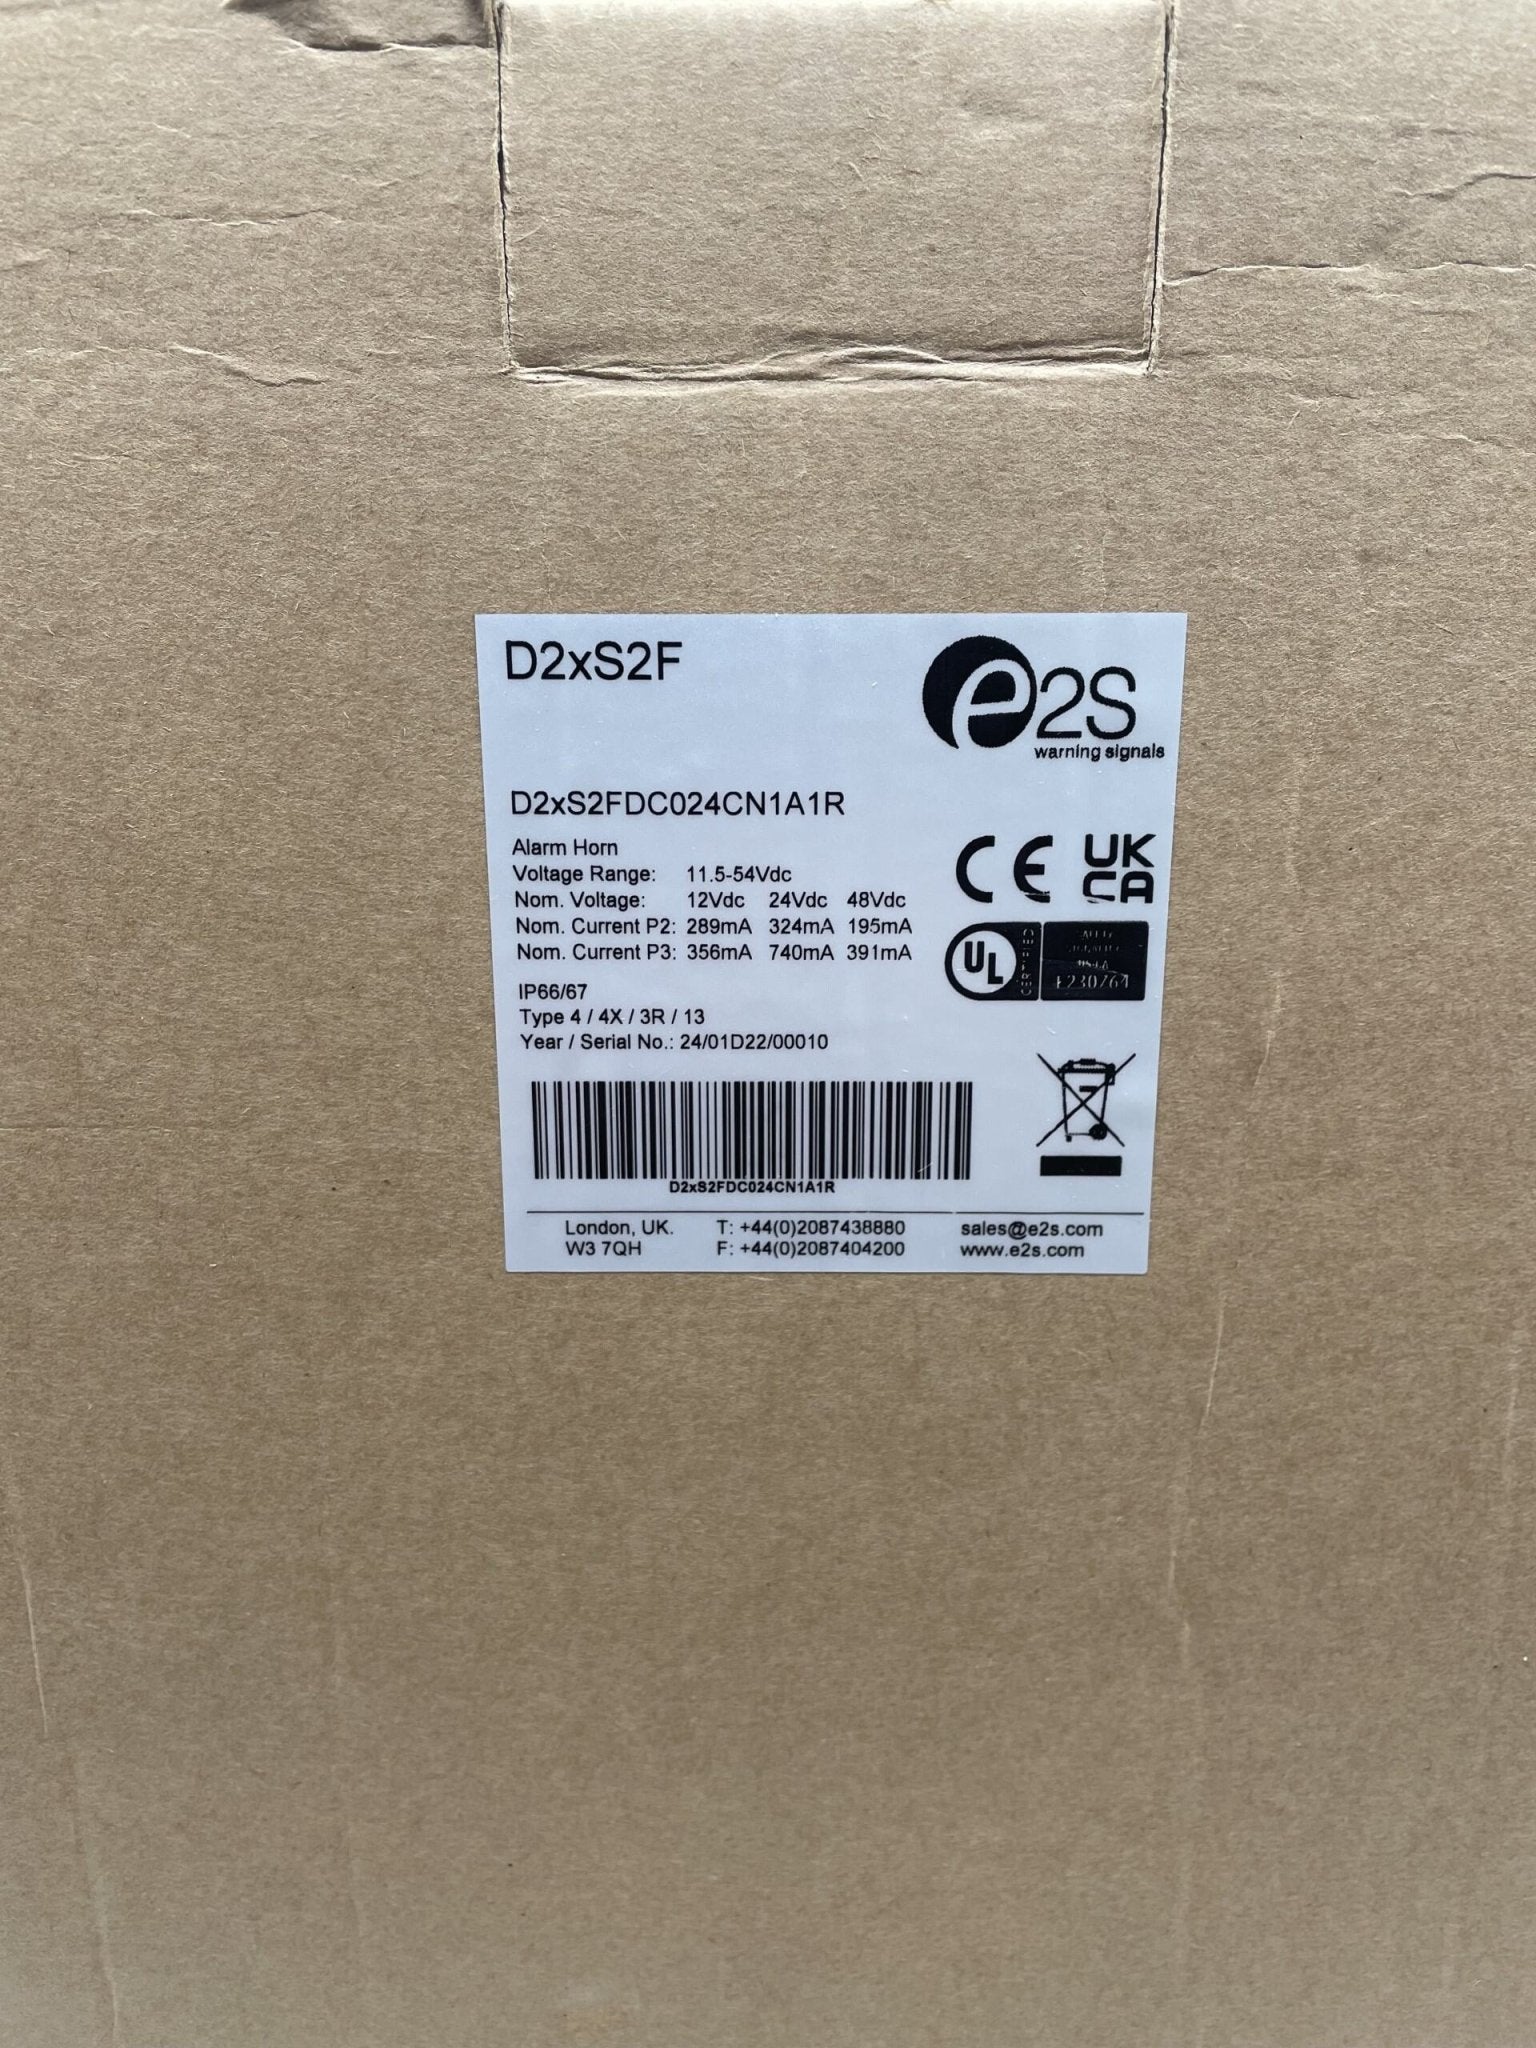 D2xS2F
e2S
warning signals
D2xS2FDC024CN1A1R
Alarm Horn
Voltage Range: 11.5-54Vdc
Nom. Voltage: 12Vdc 24Vdc 48Vdc
Nom. Current P2: 289mA 324mA 195mA
Nom. Current P3: 356mA 740mA 391mA
IP66/67
Type 4 / 4X / 3R / 13
Year / Serial No.: 24/01D22/00010
CE
UK
CA
UL
CERTIFIED
D2xS2FDC024CN1A1R
London, UK. T: +44(0)2087438880 sales@e2s.com
W3 7QH F: +44(0)2087404200 www.e2s.com